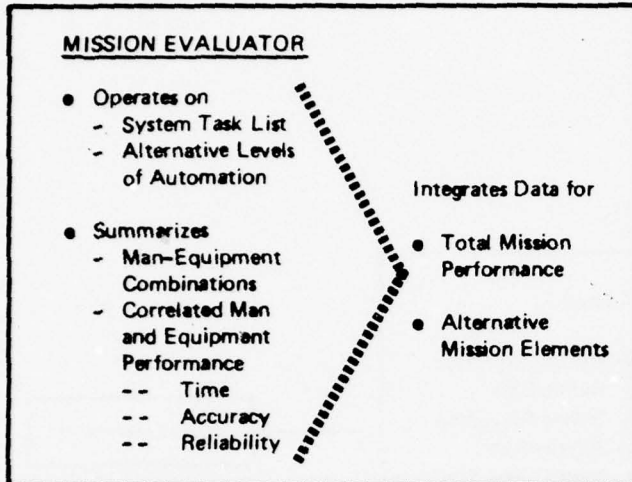 MISSION EVALUATOR
● Operates on
- System Task List
- Alternative Levels
of Automation
● Summarizes
- Man-Equipment
Combinations
- Correlated Man
and Equipment
Performance
-- Time
-- Accuracy
-- Reliability
Integrates Data for
● Total Mission
Performance
● Alternative
Mission Elements